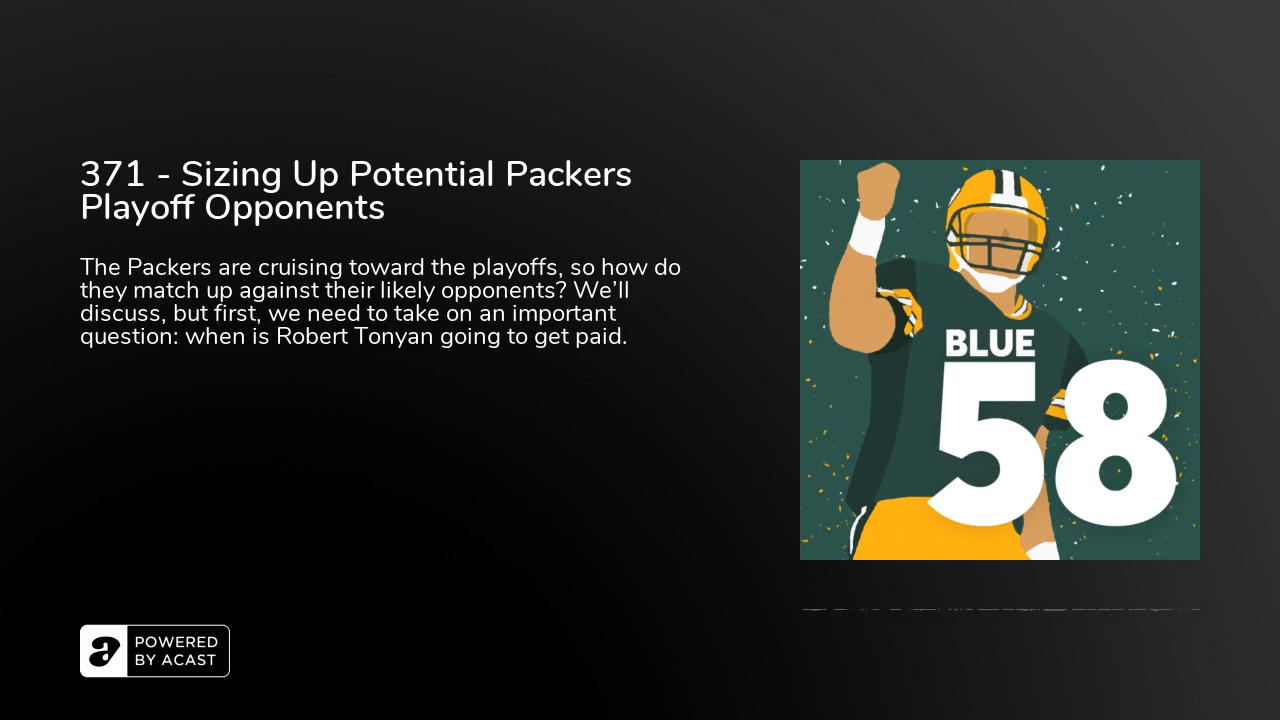 371 - Sizing Up Potential Packers
Playoff Opponents
The Packers are cruising toward the playoffs, so how do
they match up against their likely opponents? We’ll
discuss, but first, we need to take on an important
question: when is Robert Tonyan going to get paid.
BLUE
58
POWERED
BY ACAST